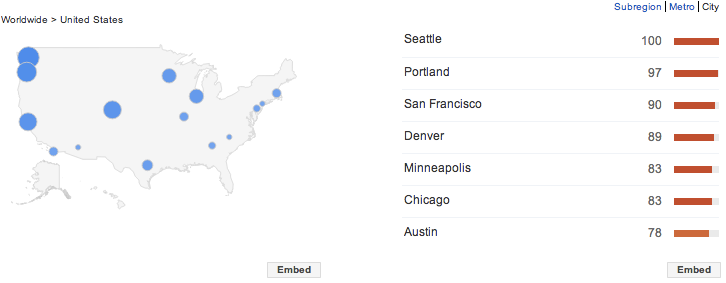 Subregion | Metro | City
Worldwide > United States
Seattle 100
Portland 97
San Francisco 90
Denver 89
Minneapolis 83
Chicago 83
Austin 78
Embed
Embed